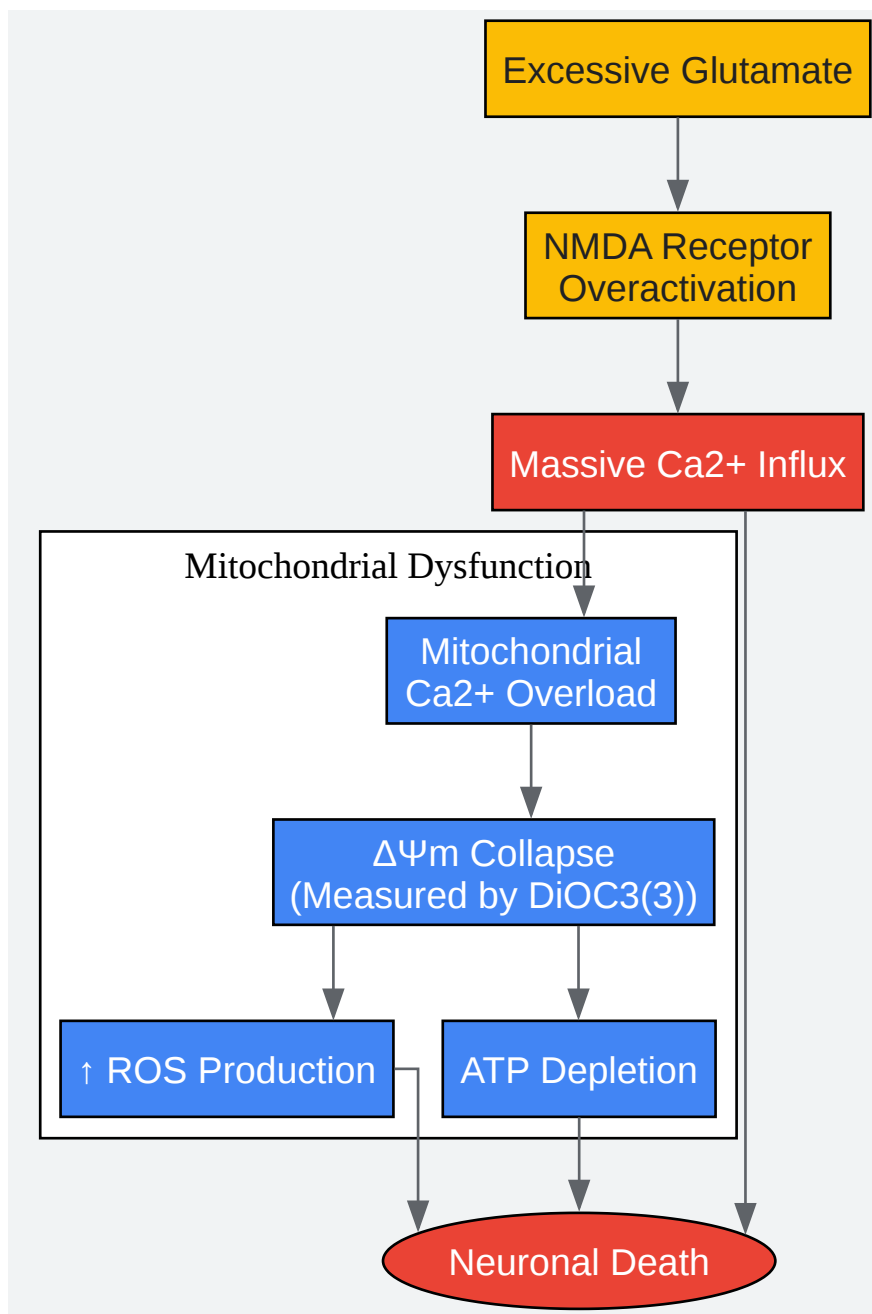 Excessive Glutamate
NMDA Receptor
Overactivation
Massive Ca2+ Influx
Mitochondrial Dysfunction
Mitochondrial
Ca2+ Overload
ΔΨm Collapse
(Measured by DiOC3(3))
↑ ROS Production
ATP Depletion
Neuronal Death